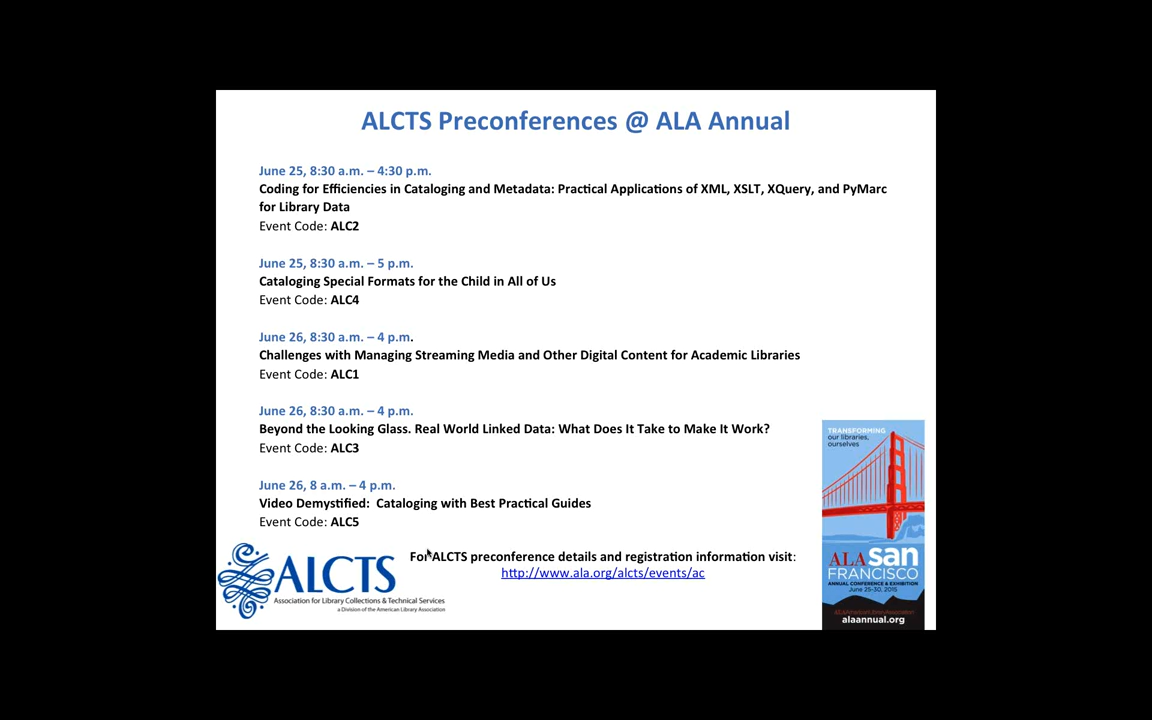 ALCTS Preconferences @ ALA Annual
June 25, 8:30 a.m. – 4:30 p.m.
Coding for Efficiencies in Cataloging and Metadata: Practical Applications of XML, XSLT, XQuery, and PyMarc
for Library Data
Event Code: ALC2
June 25, 8:30 a.m. – 5 p.m.
Cataloging Special Formats for the Child in All of Us
Event Code: ALC4
June 26, 8:30 a.m. – 4 p.m.
Challenges with Managing Streaming Media and Other Digital Content for Academic Libraries
Event Code: ALC1
June 26, 8:30 a.m. – 4 p.m.
Beyond the Looking Glass. Real World Linked Data: What Does It Take to Make It Work?
Event Code: ALC3
June 26, 8 a.m. – 4 p.m.
Video Demystified: Cataloging with Best Practical Guides
Event Code: ALC5
For ALCTS preconference details and registration information visit:
http://www.ala.org/alcts/events/ac
ALCTS
Association for Library Collections & Technical Services
a Division of the American Library Association
TRANSFORMING
our libraries,
ourselves
ALA san
FRANCISCO
ANNUAL CONFERENCE & EXHIBITION
June 25-30, 2015
alaannual.org